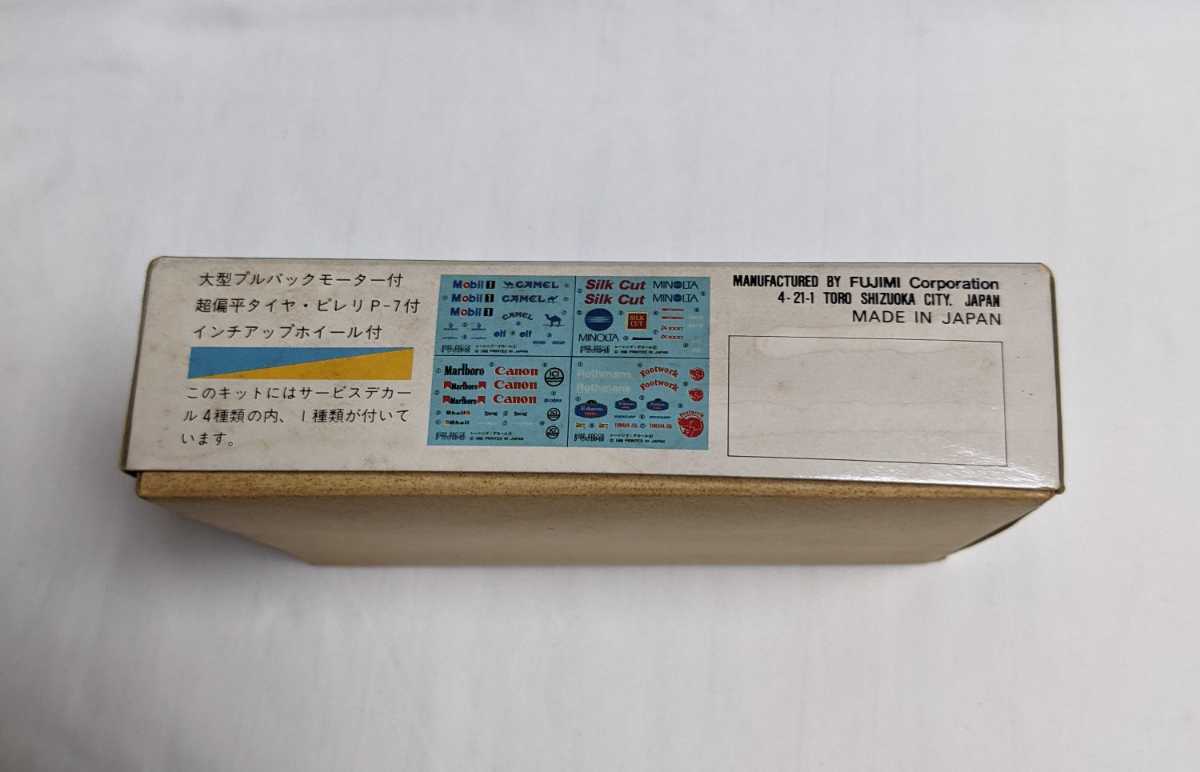 大型プルバックモーター付
超偏平タイヤ・ピレリP-7付
インチアップホイール付
このキットにはサービスデカー
ル4種類の内、1種類が付いて
います。
Mobil 1 CAMEL
Mobil 1 CAMEL
Mobil 1
CAMEL
elf elf
Silk Cut MINOLTA
Silk Cut MINOLTA
SILK CUT
MINOLTA
Marlboro Canon
Marlboro Canon
Marlboro Canon
Shell
Shell
Rothmans Footwork
Rothmans Footwork
MANUFACTURED BY FUJIMI Corporation
4-21-1 TORO SHIZUOKA CITY. JAPAN
MADE IN JAPAN